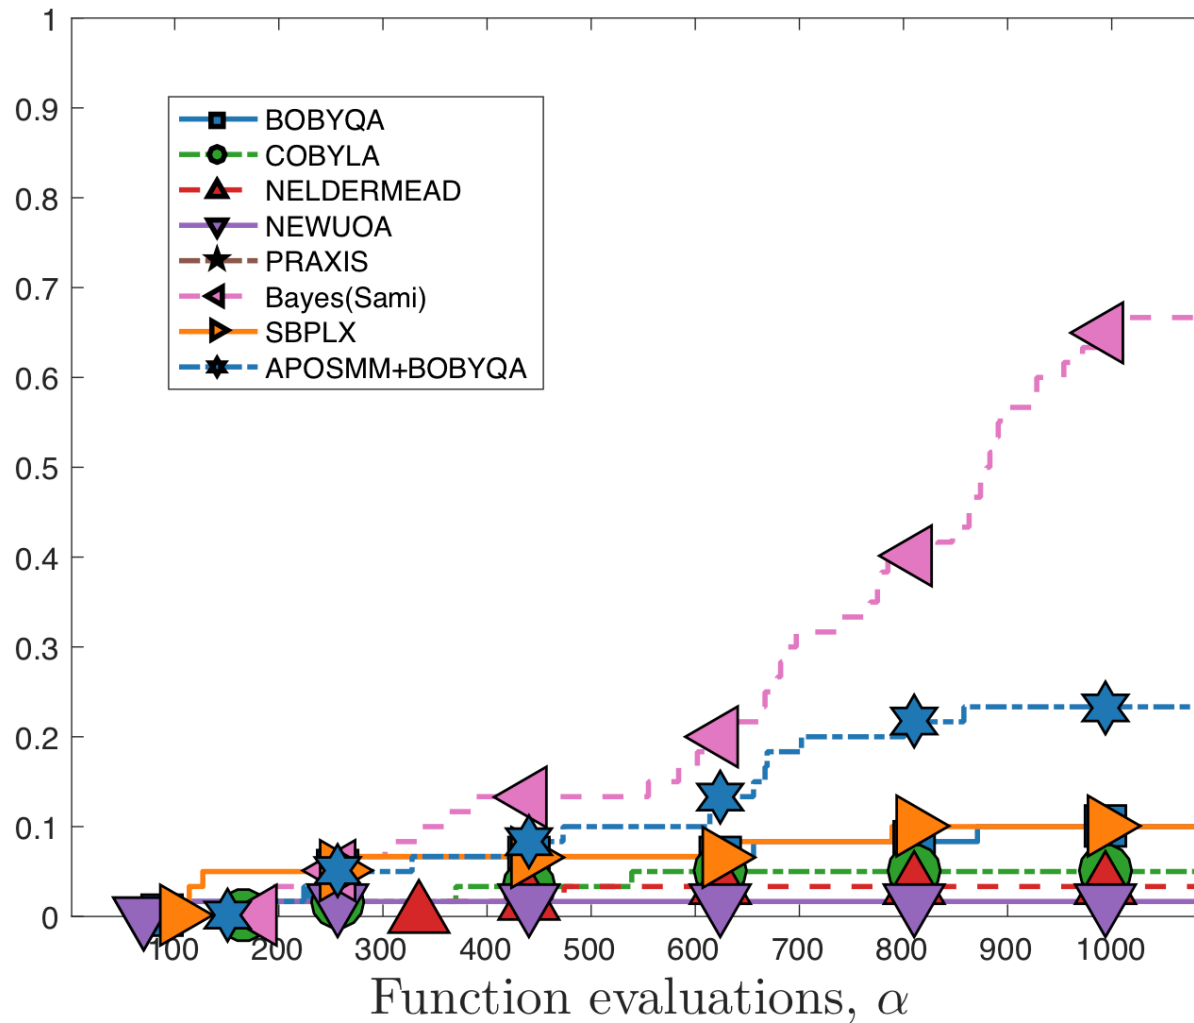 1
0.9
0.8
0.7
0.6
0.5
0.4
0.3
0.2
0.1
0
BOBYQA
COBYLA
NELDERMEAD
NEWUOA
PRAXIS
Bayes(Sami)
SBPLX
APOSMM+BOBYQA
100 200 300 400 500 600 700 800 900 1000
Function evaluations, α